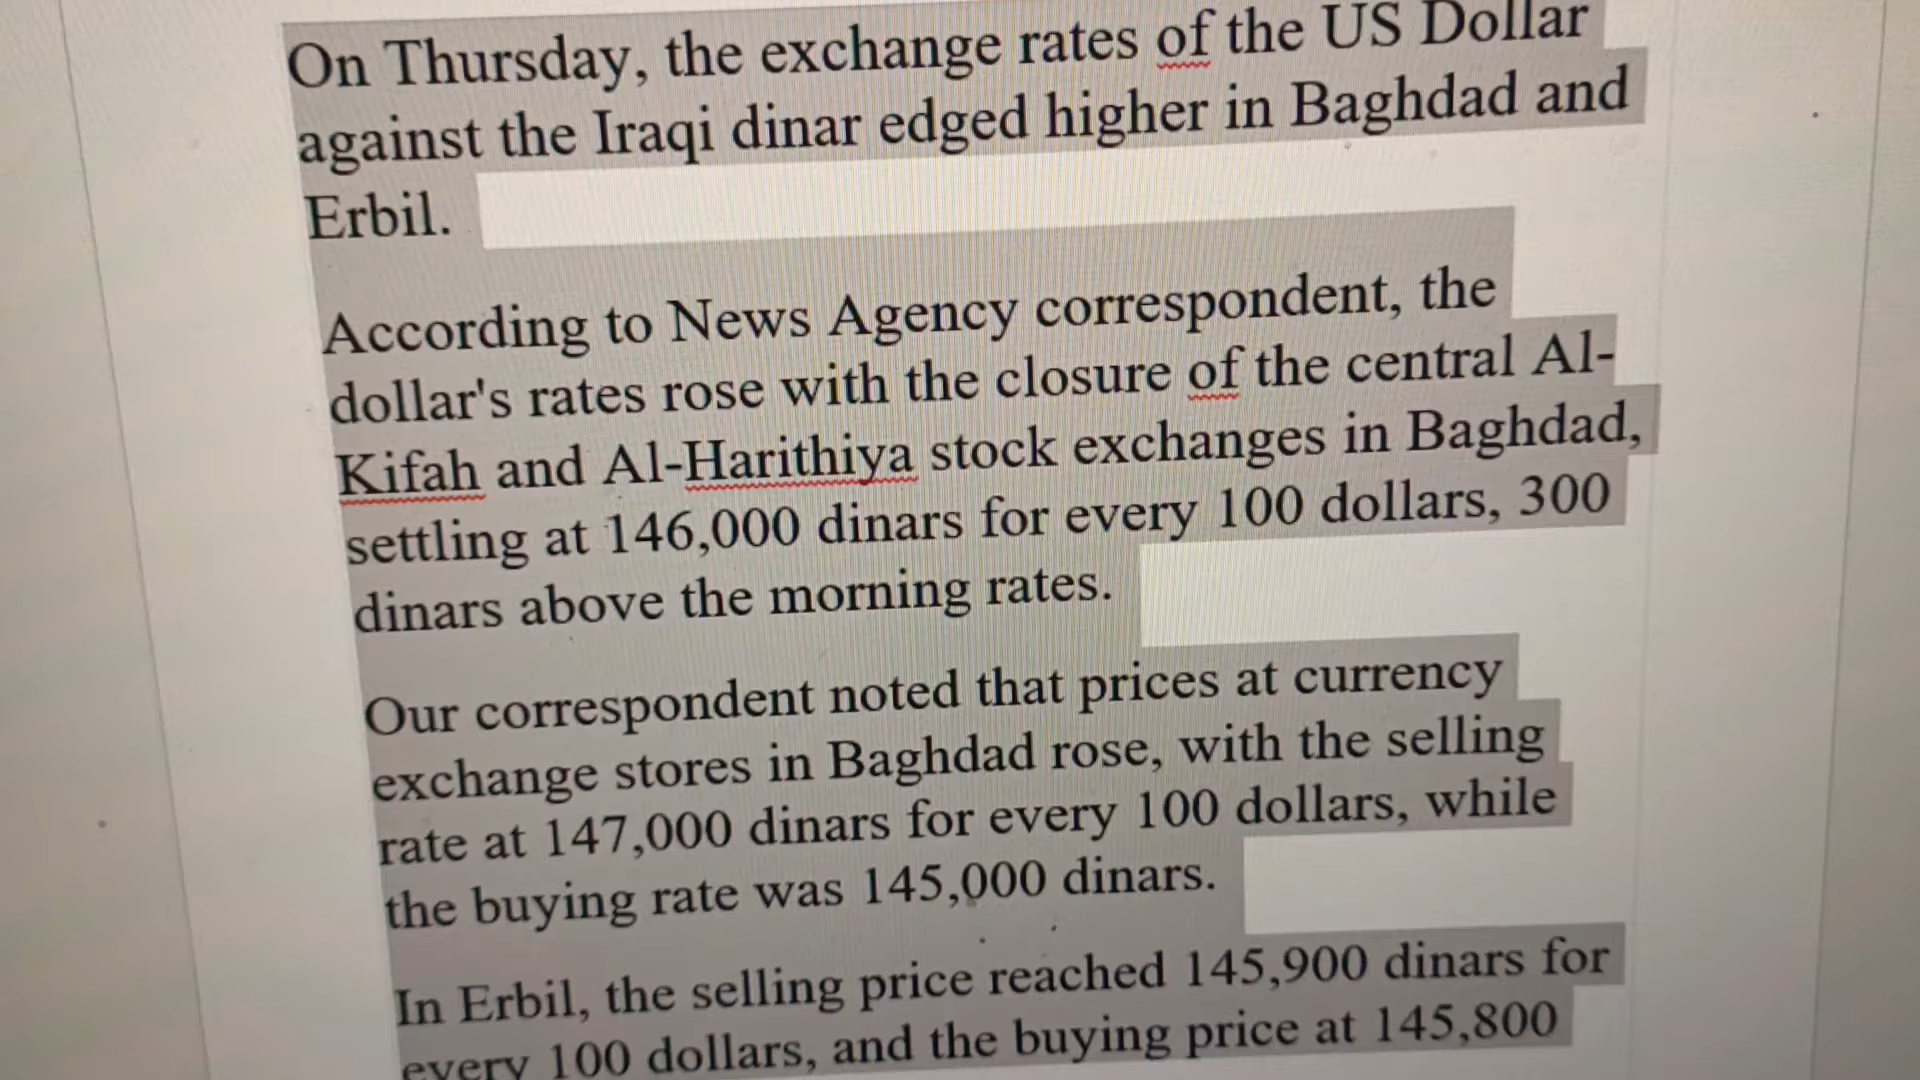 On Thursday, the exchange rates of the US Dollar
against the Iraqi dinar edged higher in Baghdad and
Erbil.
According to News Agency correspondent, the
dollar's rates rose with the closure of the central Al-
Kifah and Al-Harithiya stock exchanges in Baghdad,
settling at 146,000 dinars for every 100 dollars, 300
dinars above the morning rates.
Our correspondent noted that prices at currency
exchange stores in Baghdad rose, with the selling
rate at 147,000 dinars for every 100 dollars, while
the buying rate was 145,000 dinars.
In Erbil, the selling price reached 145,900 dinars for
every 100 dollars, and the buying price at 145,800